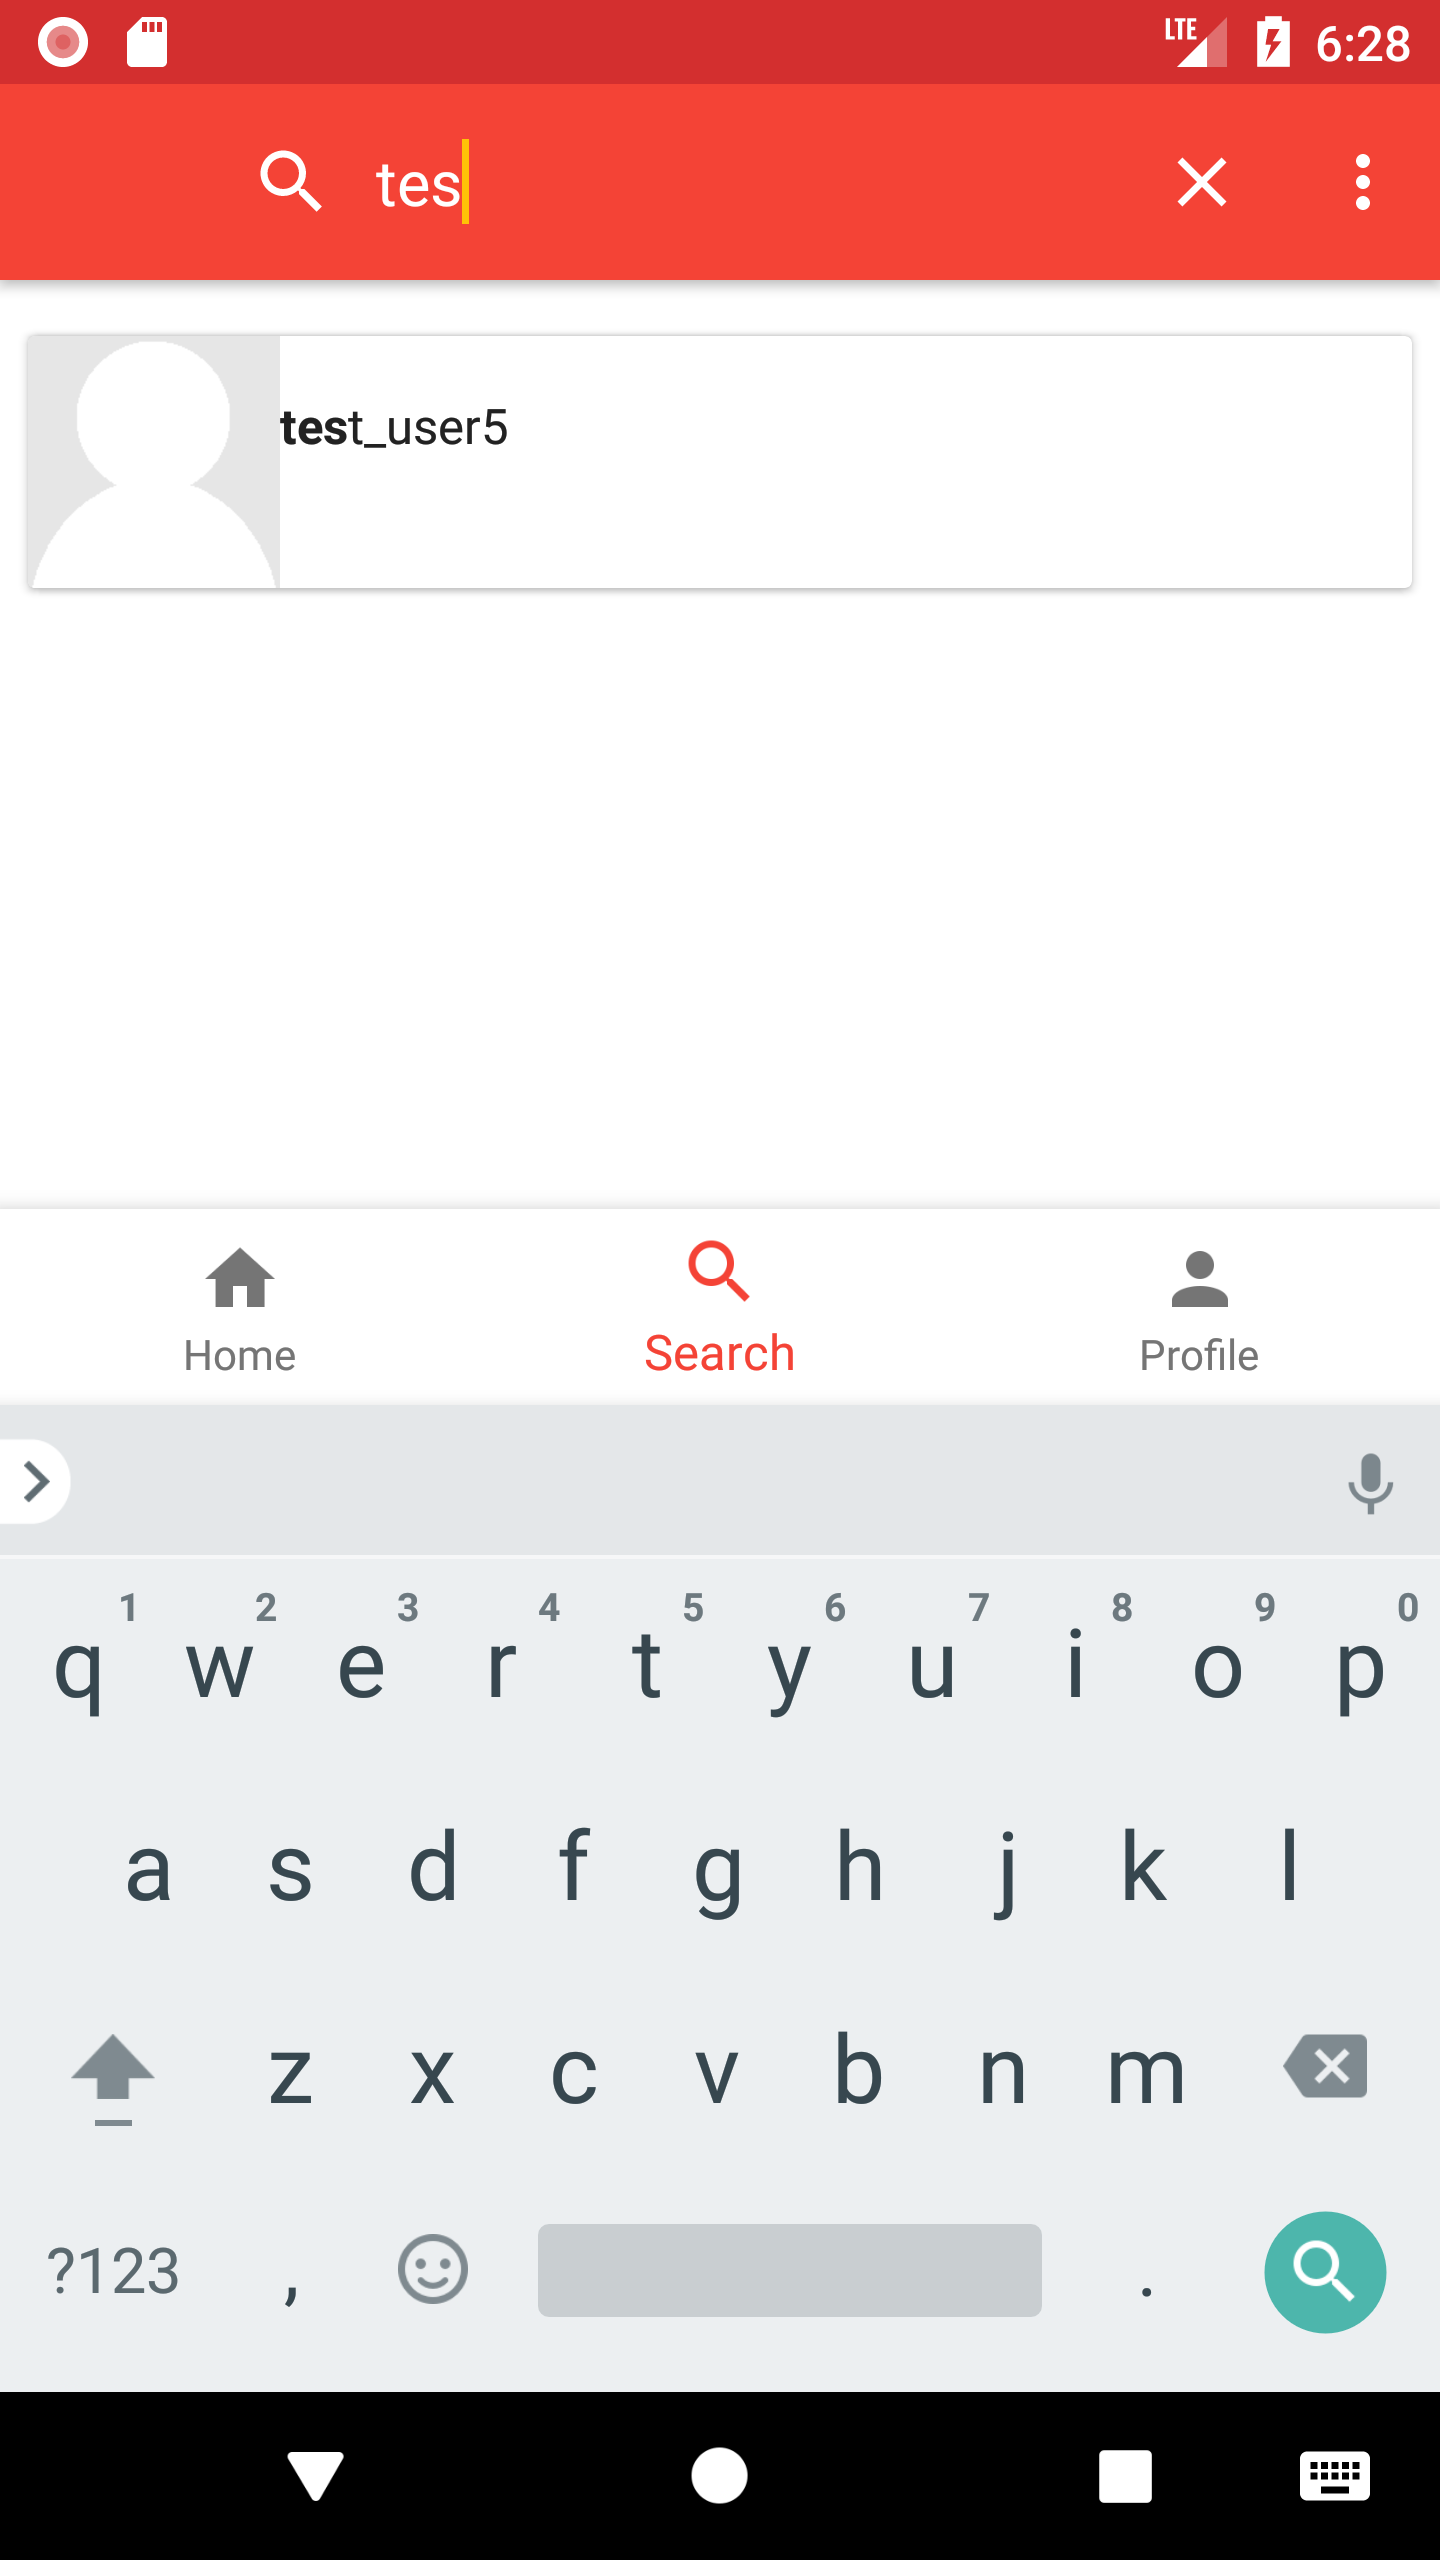 LTE 6:28
tes
test_user5
Home Search Profile
1 2 3 4 5 6 7 8 9 0
q w e r t y u i o p
a s d f g h j k l
z x c v b n m
?123 , .